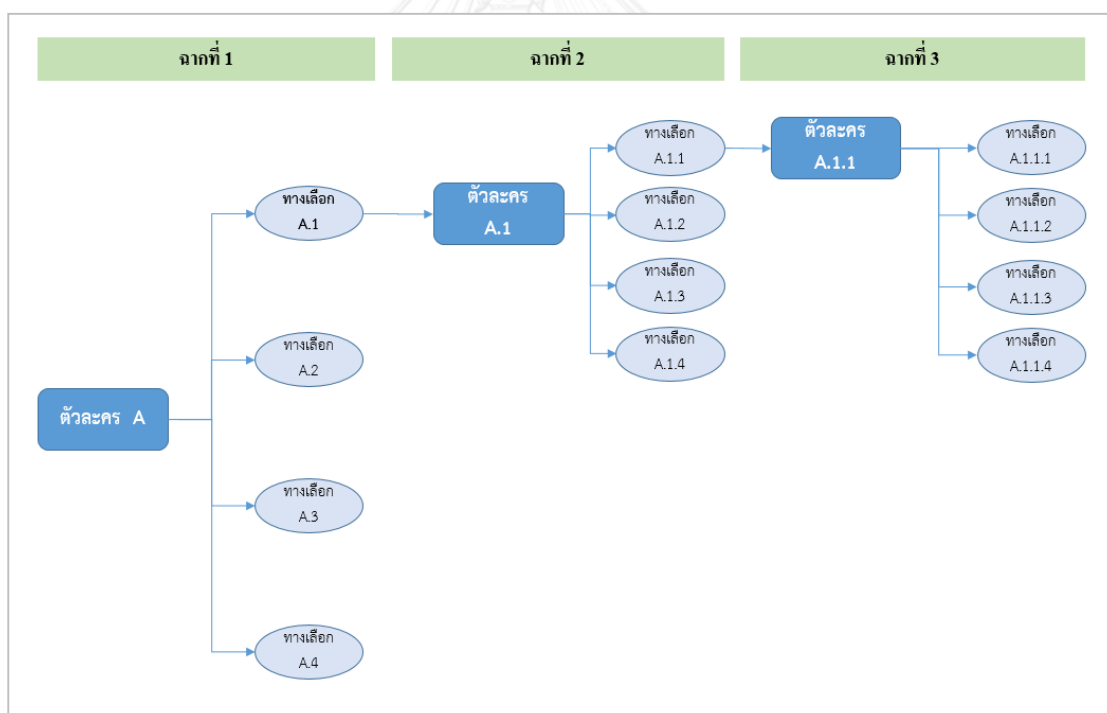 ฉากที่ 1
ฉากที่ 2
ฉากที่ 3
ตัวละคร A
ทางเลือก
A.1
ทางเลือก
A.2
ทางเลือก
A.3
ทางเลือก
A.4
ตัวละคร
A.1
ทางเลือก
A.1.1
ทางเลือก
A.1.2
ทางเลือก
A.1.3
ทางเลือก
A.1.4
ตัวละคร
A.1.1
ทางเลือก
A.1.1.1
ทางเลือก
A.1.1.2
ทางเลือก
A.1.1.3
ทางเลือก
A.1.1.4